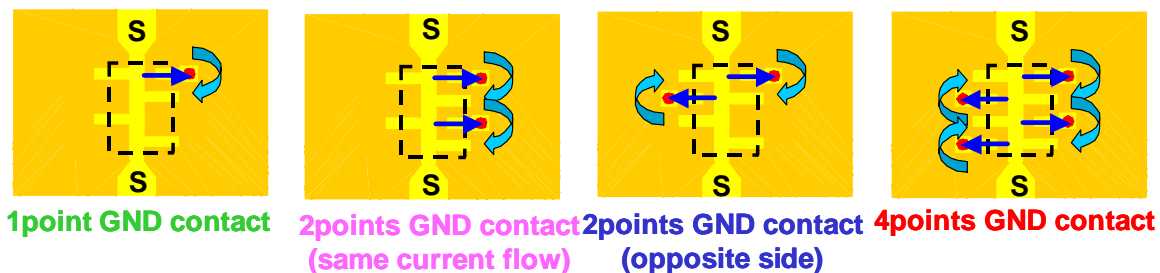 S
S
S
S
S
S
S
S
1point GND contact
2points GND contact
(same current flow)
2points GND contact
(opposite side)
4points GND contact